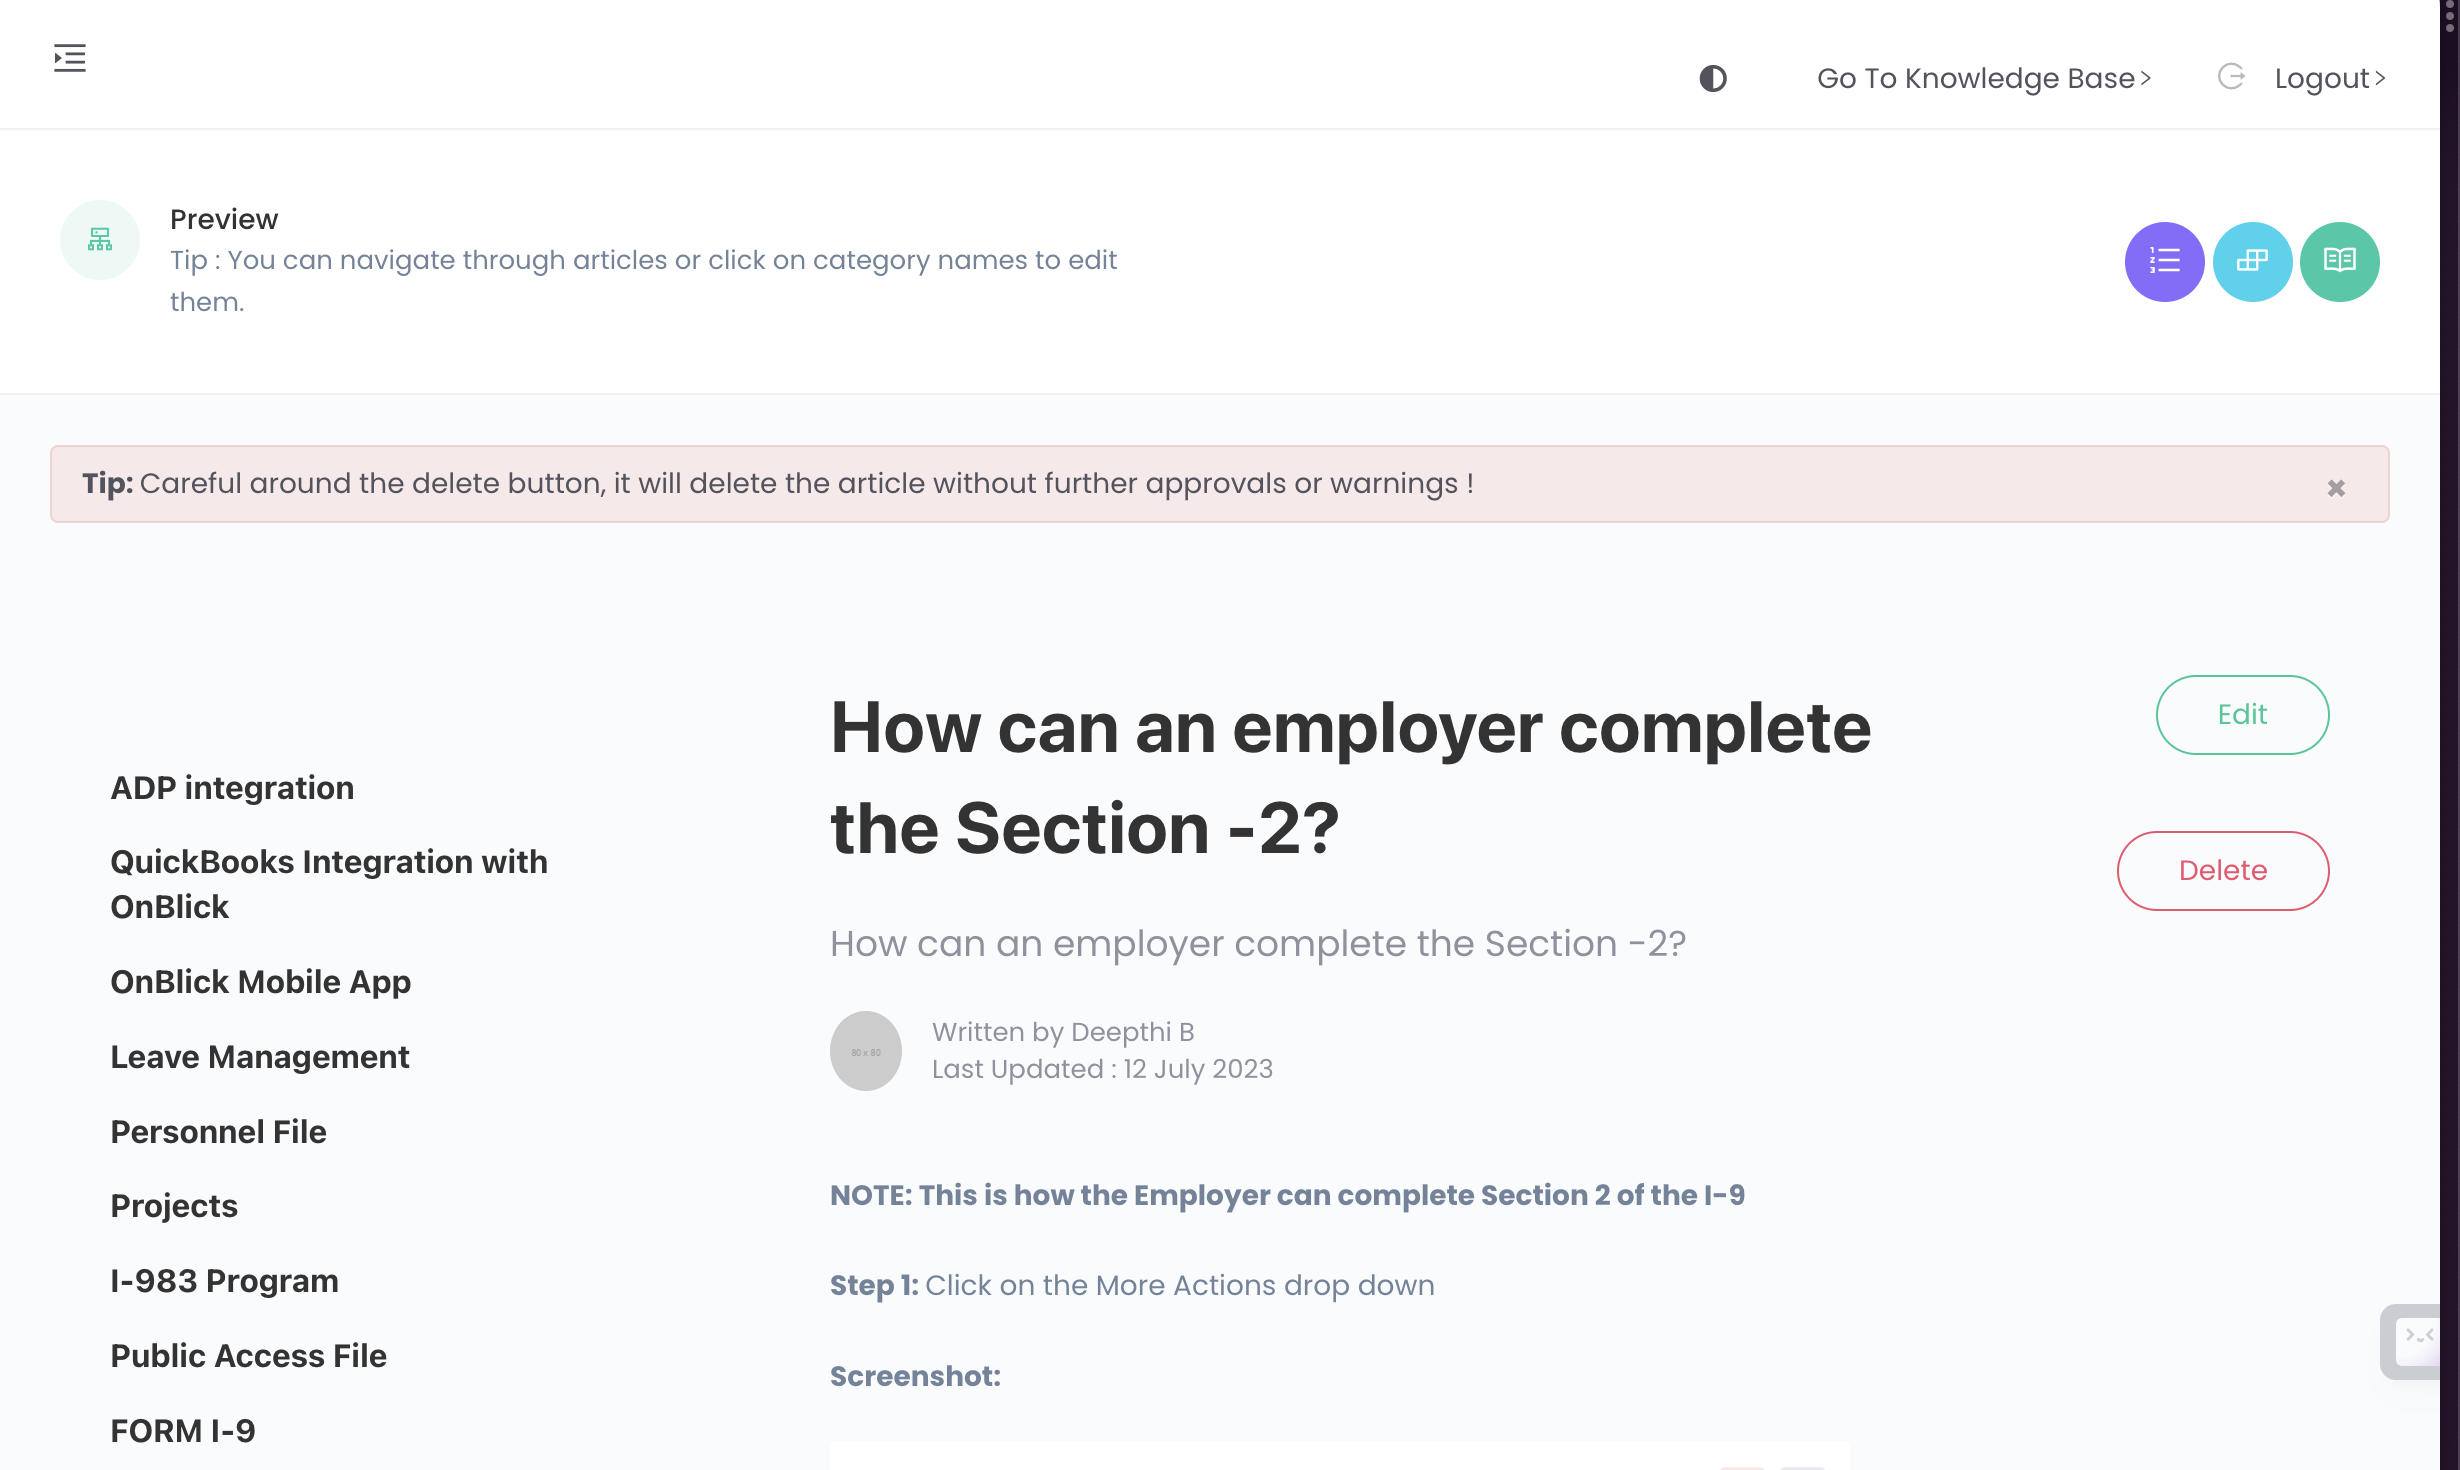 Go To Knowledge Base
Logout
Preview
Tip : You can navigate through articles or click on category names to edit
them.
Tip: Careful around the delete button, it will delete the article without further approvals or warnings !
How can an employer complete
the Section -2?
Edit
Delete
ADP integration
QuickBooks Integration with
OnBlick
OnBlick Mobile App
Leave Management
Personnel File
Projects
I-983 Program
Public Access File
FORM I-9
How can an employer complete the Section -2?
80 x 80
Written by Deepthi B
Last Updated : 12 July 2023
NOTE: This is how the Employer can complete Section 2 of the I-9
Step 1: Click on the More Actions drop down
Screenshot: